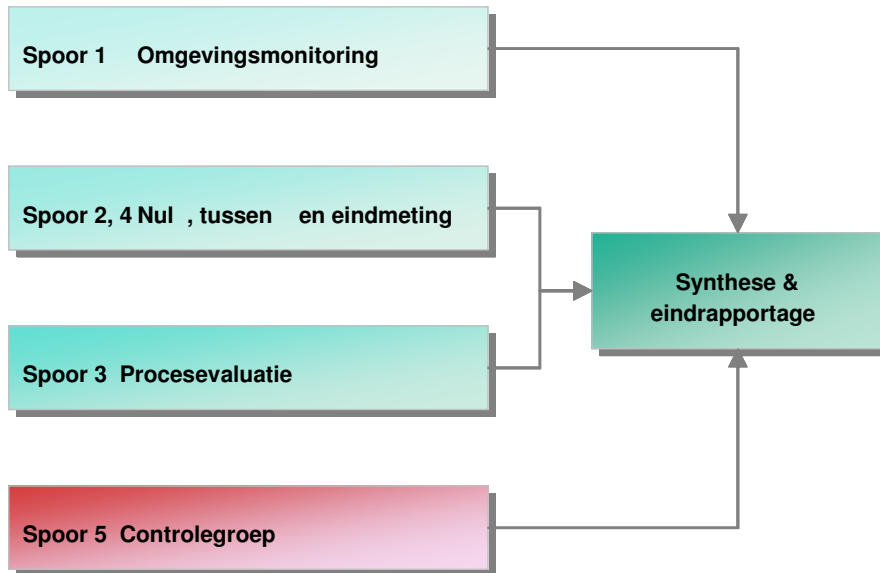 Spoor 1 Omgevingsmonitoring
Spoor 2, 4 Nul , tussen en eindmeting
Synthese &
eindrapportage
Spoor 3 Procesevaluatie
Spoor 5 Controlegroep